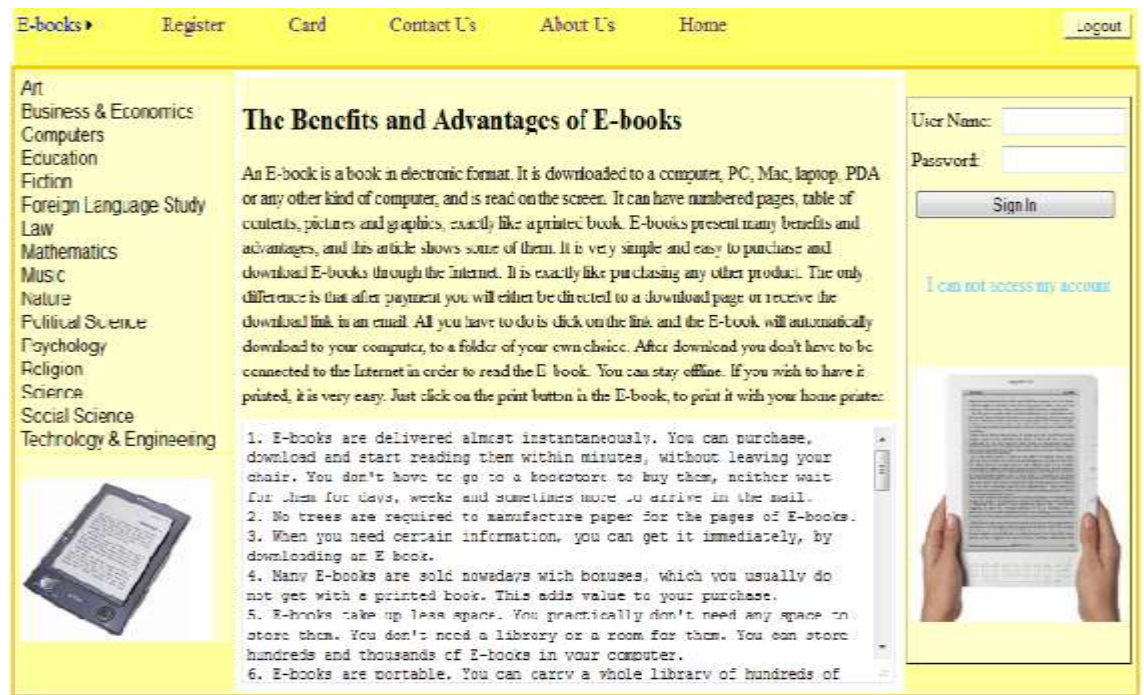 E-books
Register
Card
Contact Us
About Us
Home
Logout
Art
Business & Economics
Computers
Education
Fiction
Foreign Language Study
Law
Mathematics
Music
Nature
Political Science
Psychology
Religion
Science
Social Science
Technology & Engineering
The Benefits and Advantages of E-books
An E-book is a book in electronic format. It is downloaded to a computer, PC, Mac, laptop, PDA
or any other kind of computer, and is read on the screen. It can have numbered pages, table of
contents, pictures and graphics, exactly like a printed book. E-books present many benefits and
advantages, and this article shows some of them. It is very simple and easy to purchase and
download E-books through the Internet. It is exactly like purchasing any other product. The only
difference is that after payment you will either be directed to a download page or receive the
download link in an email. All you have to do is click on the link and the E-book will automatically
download to your computer, to a folder of your own choice. After download you don't have to be
connected to the Internet in order to read the E-book. You can stay offline. If you wish to have it
printed, it is very easy. Just click on the print button in the E-book, to print it with your home printer.
1. E-books are delivered almost instantaneously. You can purchase,
download and start reading them within minutes, without leaving your
chair. You don't have to go to a bookstore to buy them, neither wait
for them for days, weeks and sometimes more to arrive in the mail.
2. No trees are required to manufacture paper for the pages of E-books.
3. When you need certain information, you can get it immediately, by
downloading an E-book.
4. Many E-books are sold nowadays with bonuses, which you usually do
not get with a printed book. This adds value to your purchase.
5. E-books take up less space. You practically don't need any space to
store them. You don't need a library or a room for them. You can store
hundreds and thousands of E-books in your computer.
6. E-books are portable. You can carry a whole library of hundreds of
User Name:
Password:
Sign In
I can not access my account